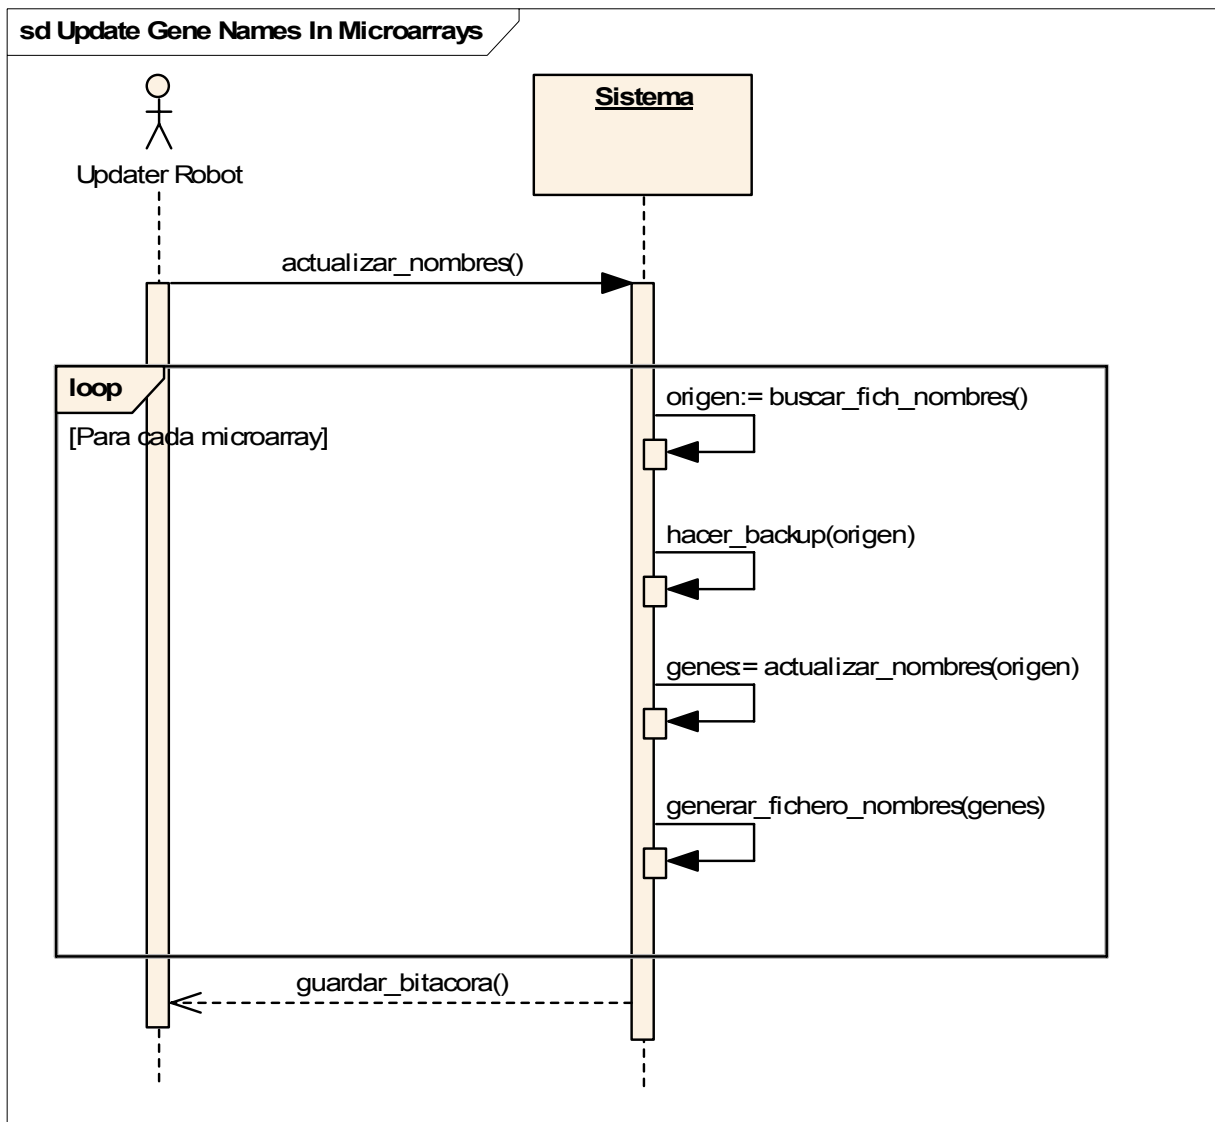 sd Update Gene Names In Microarrays
Updater Robot
Sistema
actualizar_nombres()
loop
[Para cada microarray]
origen:= buscar_fich_nombres()
hacer_backup(origen)
genes:= actualizar_nombres(origen)
generar_fichero_nombres(genes)
guardar_bitacora()